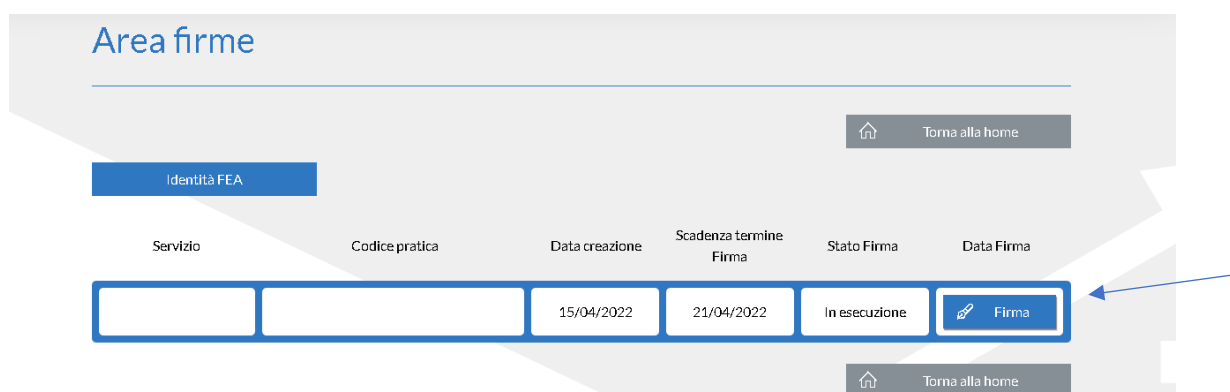 Area firme
Torna alla home
Identità FEA
Servizio Codice pratica Data creazione Scadenza termine Firma Stato Firma Data Firma
15/04/2022 21/04/2022 In esecuzione Firma
Torna alla home